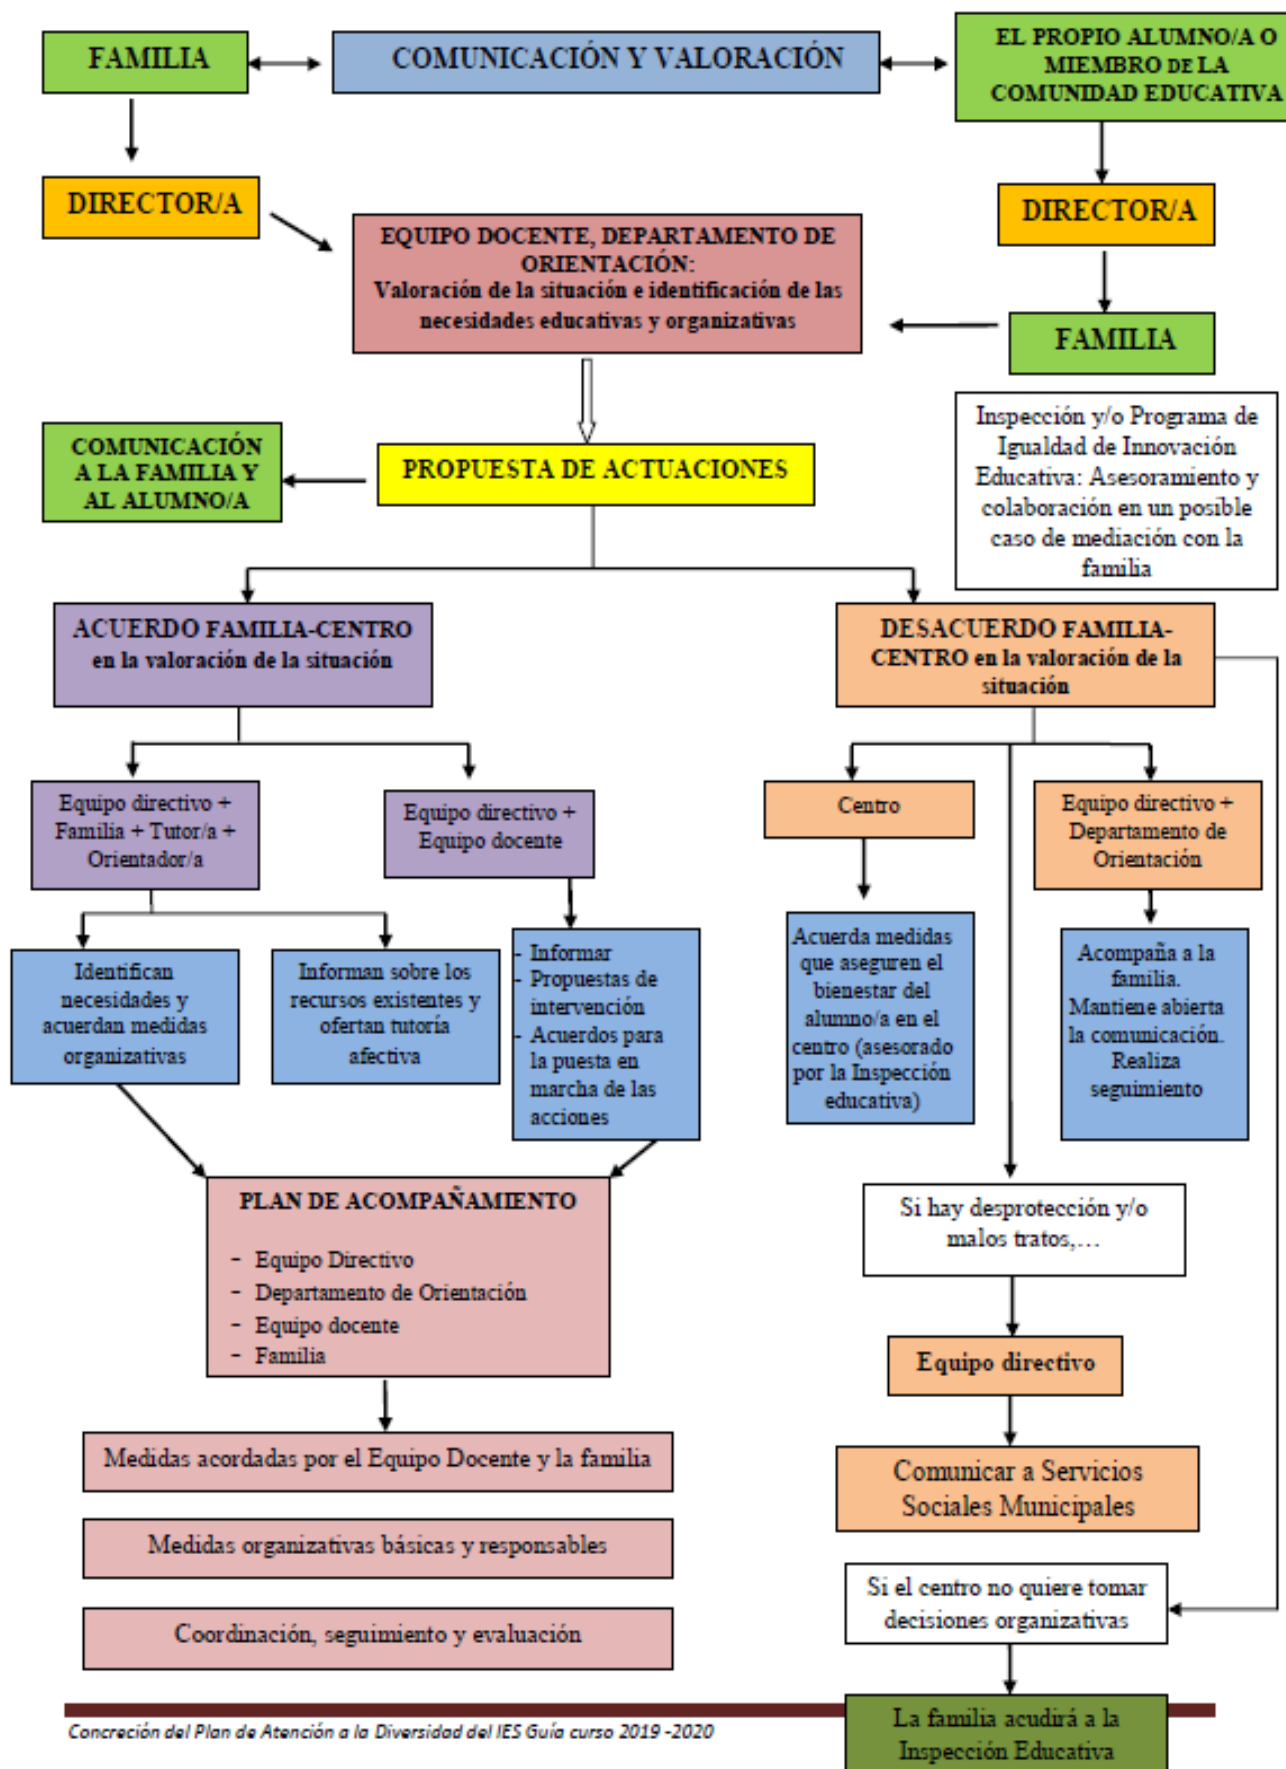 FAMILIA
COMUNICACIÓN Y VALORACIÓN
EL PROPIO ALUMNO/A O
MIEMBRO DE LA
COMUNIDAD EDUCATIVA
DIRECTOR/A
DIRECTOR/A
EQUIPO DOCENTE, DEPARTAMENTO DE
ORIENTACIÓN:
Valoración de la situación e identificación de las
necesidades educativas y organizativas
FAMILIA
Inspección y/o Programa de
Igualdad de Innovación
Educativa: Asesoramiento y
colaboración en un posible
caso de mediación con la
familia
COMUNICACIÓN
A LA FAMILIA Y
AL ALUMNO/A
PROPUESTA DE ACTUACIONES
ACUERDO FAMILIA-CENTRO
en la valoración de la situación
DESACUERDO FAMILIA-
CENTRO en la valoración de la
situación
Equipo directivo +
Familia + Tutor/a +
Orientador/a
Equipo directivo +
Equipo docente
Centro
Equipo directivo +
Departamento de
Orientación
Identifican
necesidades y
acuerdan medidas
organizativas
Informan sobre los
recursos existentes y
ofertan tutoría
afectiva
- Informar
- Propuestas de
intervención
- Acuerdos para
la puesta en
marcha de las
acciones
Acuerda medidas
que aseguren el
bienestar del
alumno/a en el
centro (asesorado
por la Inspección
educativa)
Acompaña a la
familia.
Mantiene abierta
la comunicación.
Realiza
seguimiento
PLAN DE ACOMPAÑAMIENTO
- Equipo Directivo
- Departamento de Orientación
- Equipo docente
- Familia
Si hay desprotección y/o
malos tratos,…
Equipo directivo
Comunicar a Servicios
Sociales Municipales
Medidas acordadas por el Equipo Docente y la familia
Medidas organizativas básicas y responsables
Coordinación, seguimiento y evaluación
Si el centro no quiere tomar
decisiones organizativas
La familia acudirá a la
Inspección Educativa
Concreción del Plan de Atención a la Diversidad del IES Guía curso 2019 -2020